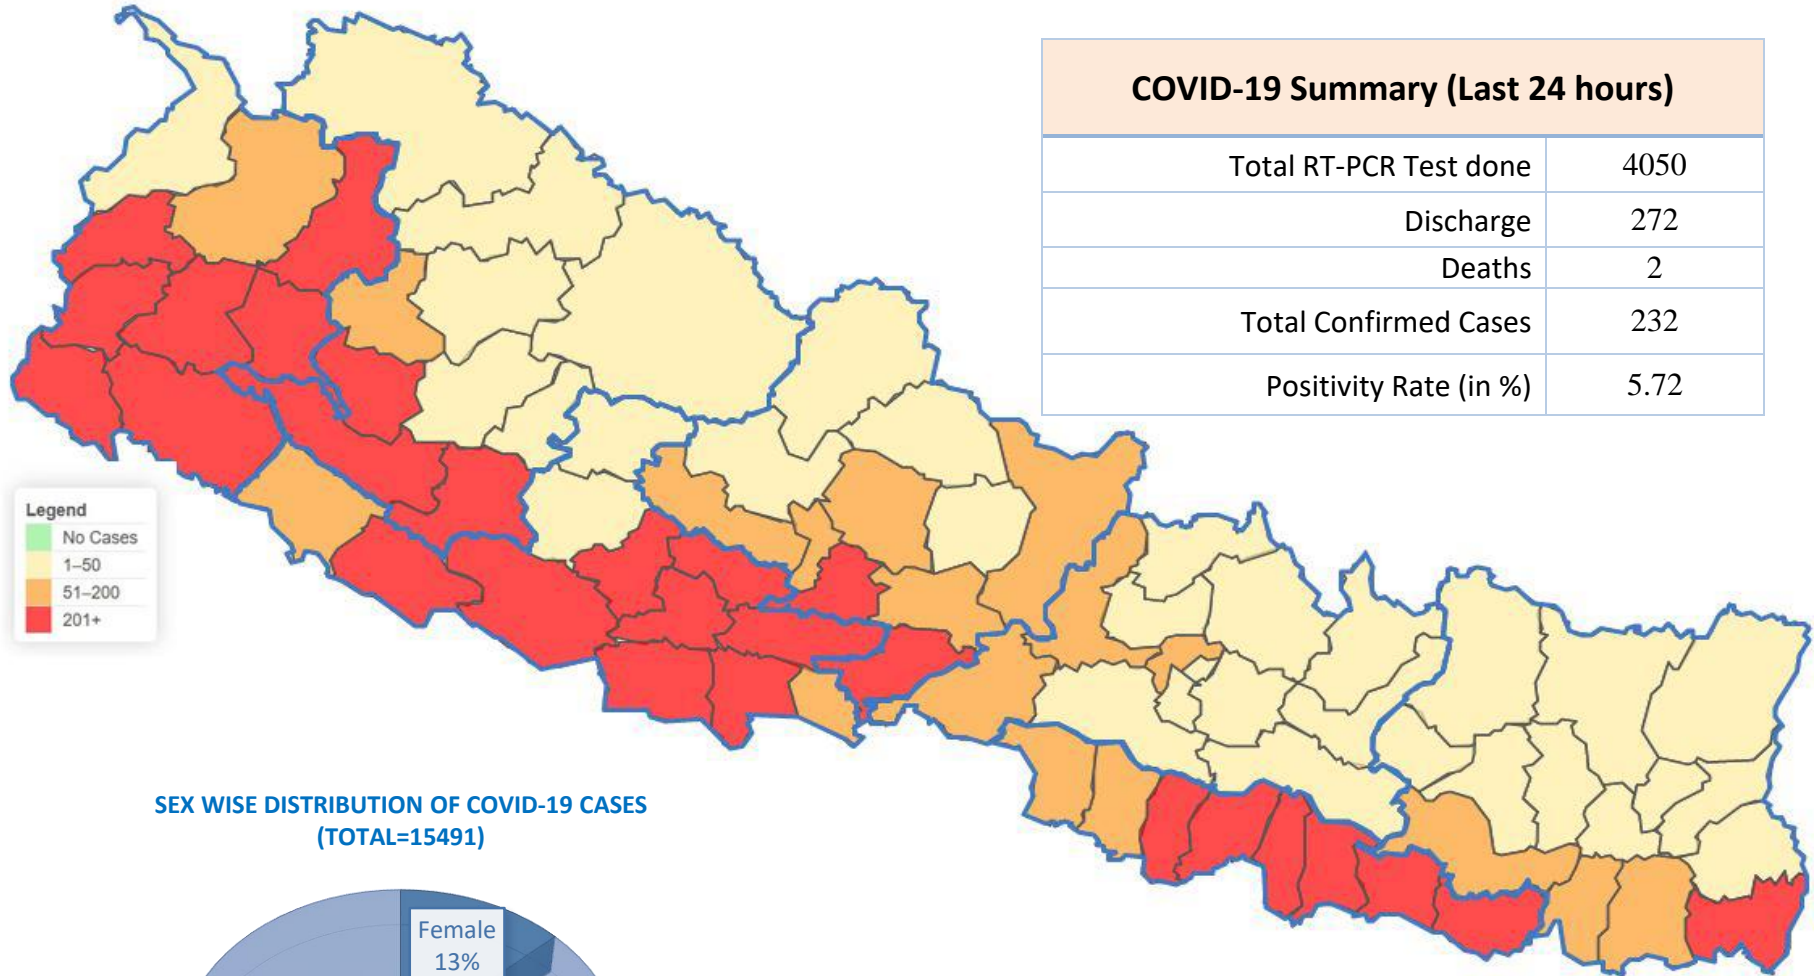 COVID-19 Summary (Last 24 hours)
Total RT-PCR Test done 4050
Discharge 272
Deaths 2
Total Confirmed Cases 232
Positivity Rate (in %) 5.72
Legend
No Cases
1–50
51–200
201+
SEX WISE DISTRIBUTION OF COVID-19 CASES
(TOTAL=15491)
Female
13%